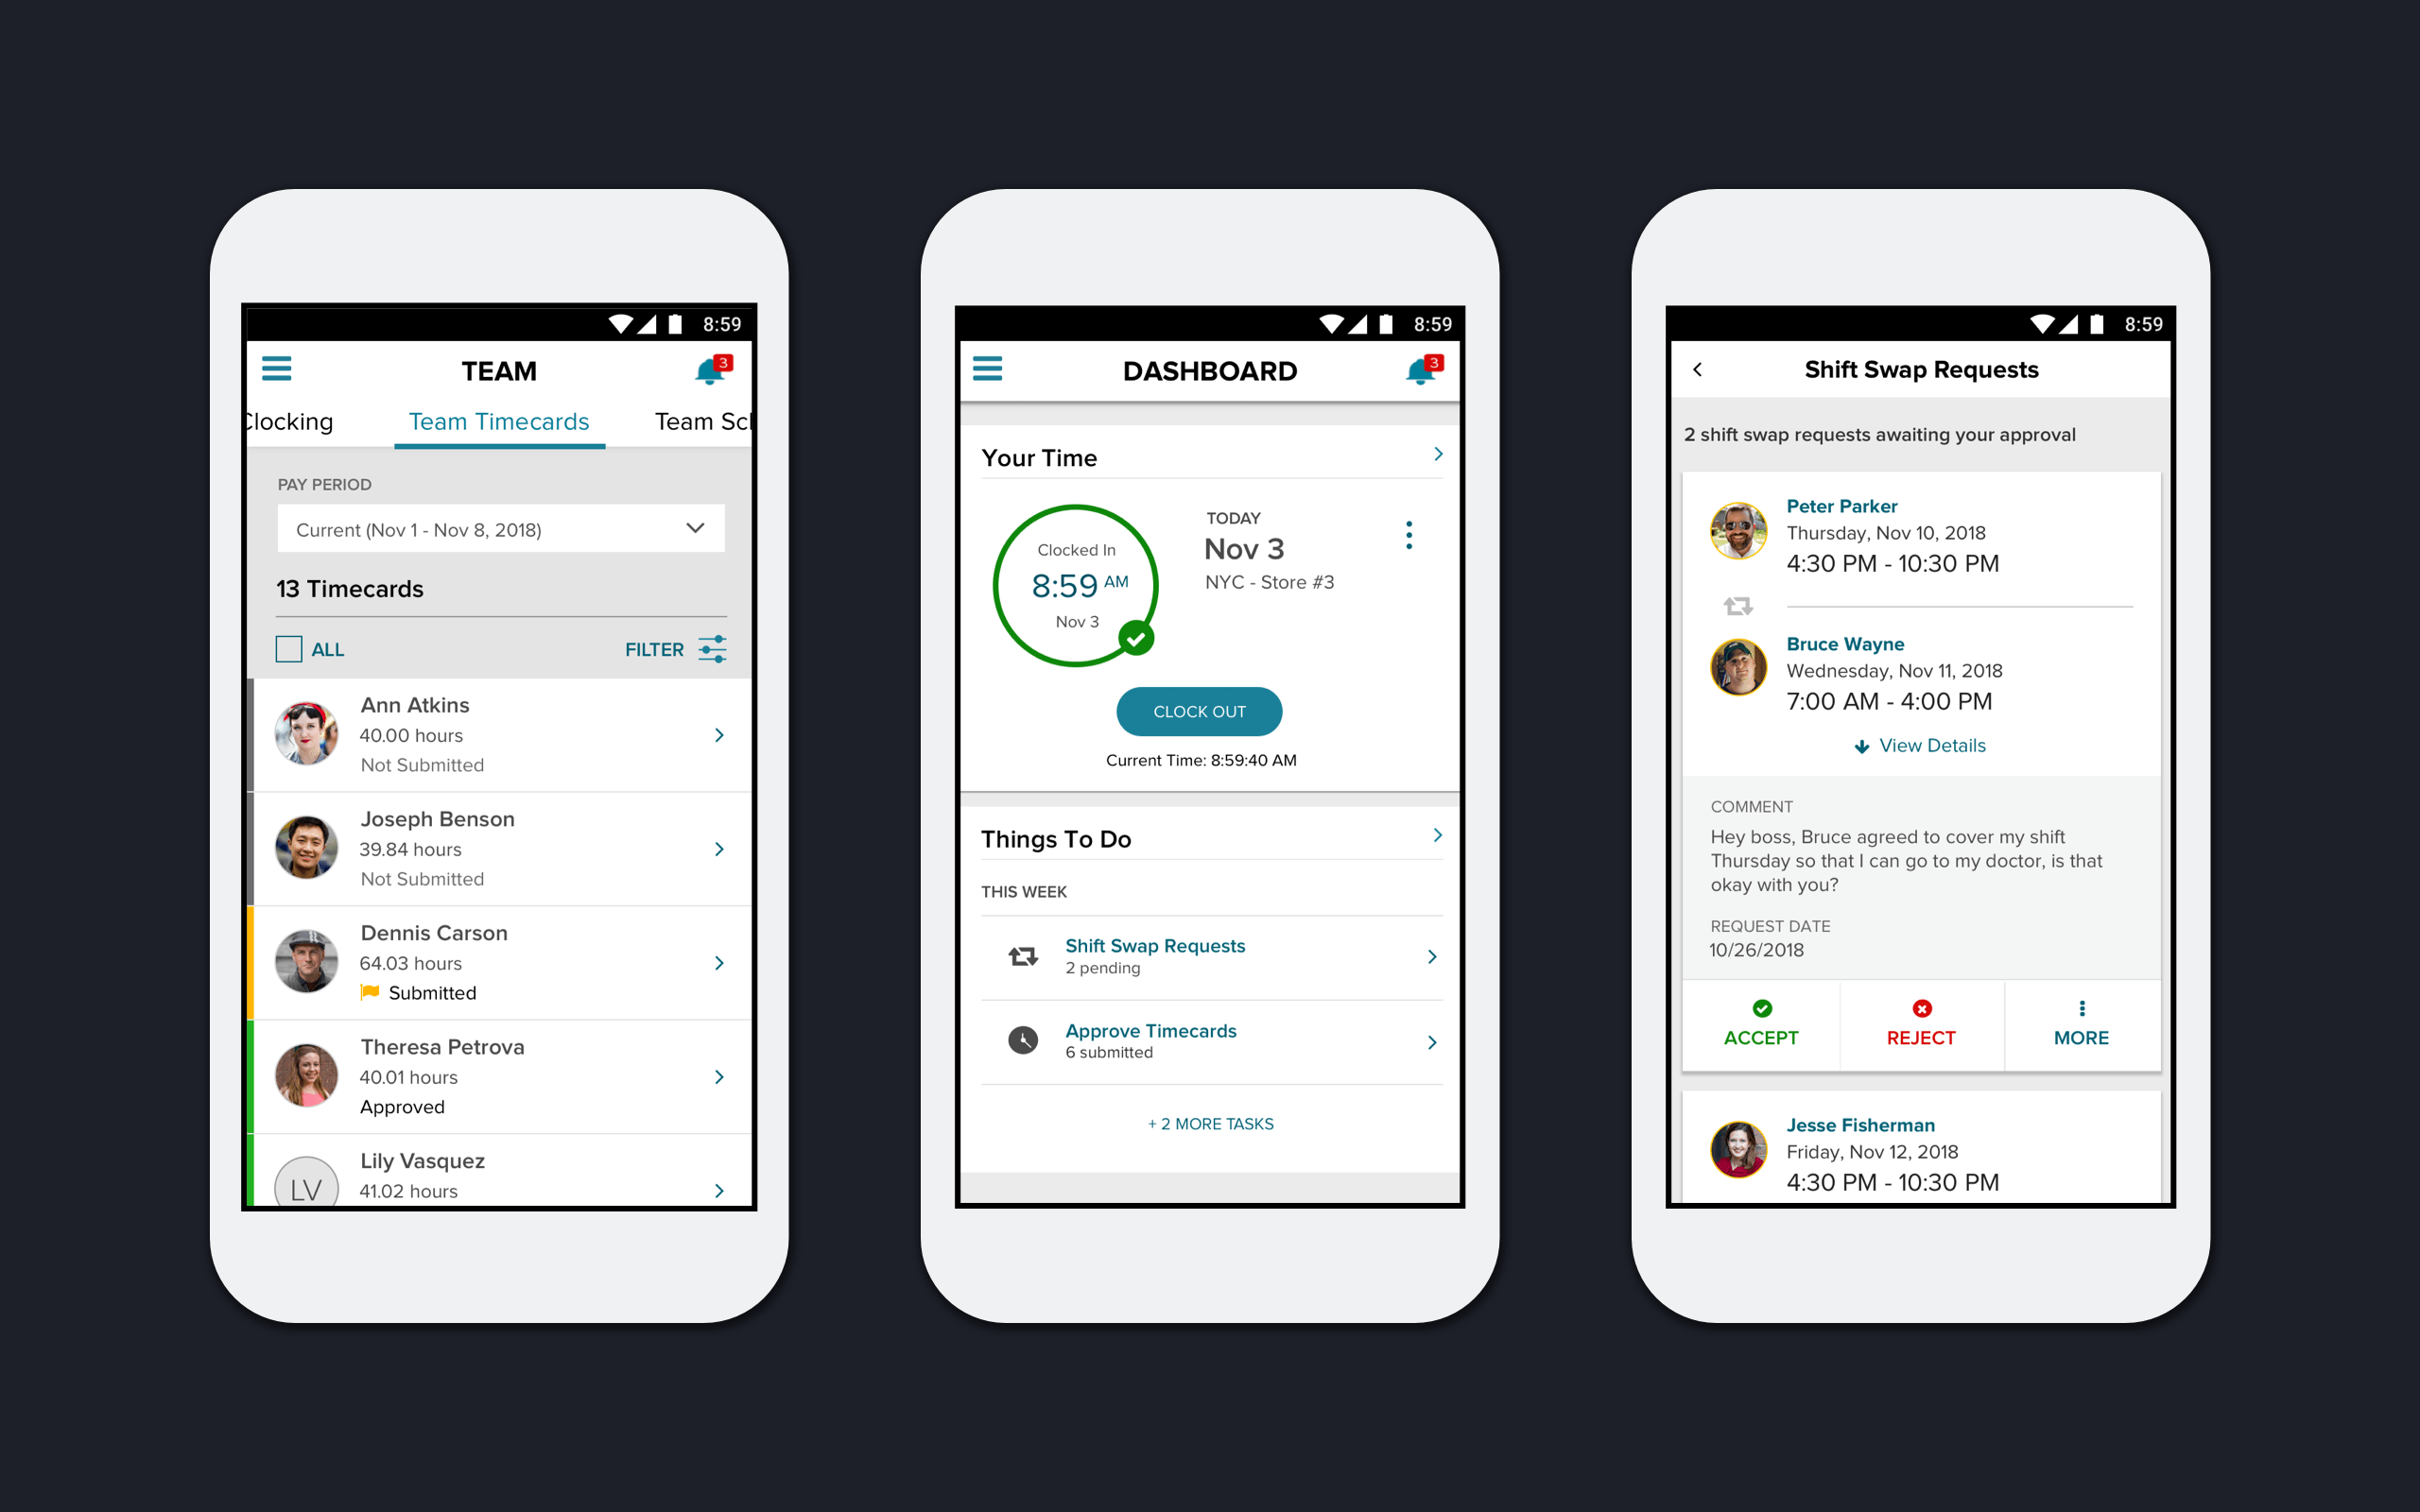 8:59
TEAM
3
Clocking
Team Timecards
Team Sch
PAY PERIOD
Current (Nov 1 - Nov 8, 2018)
13 Timecards
ALL
FILTER
Ann Atkins
40.00 hours
Not Submitted
Joseph Benson
39.84 hours
Not Submitted
Dennis Carson
64.03 hours
Submitted
Theresa Petrova
40.01 hours
Approved
LV
Lily Vasquez
41.02 hours
8:59
DASHBOARD
3
Your Time
Clocked In
8:59 AM
Nov 3
TODAY
Nov 3
NYC - Store #3
CLOCK OUT
Current Time: 8:59:40 AM
Things To Do
THIS WEEK
Shift Swap Requests
2 pending
Approve Timecards
6 submitted
+ 2 MORE TASKS
8:59
Shift Swap Requests
2 shift swap requests awaiting your approval
Peter Parker
Thursday, Nov 10, 2018
4:30 PM - 10:30 PM
Bruce Wayne
Wednesday, Nov 11, 2018
7:00 AM - 4:00 PM
View Details
COMMENT
Hey boss, Bruce agreed to cover my shift
Thursday so that I can go to my doctor, is that
okay with you?
REQUEST DATE
10/26/2018
ACCEPT
REJECT
MORE
Jesse Fisherman
Friday, Nov 12, 2018
4:30 PM - 10:30 PM